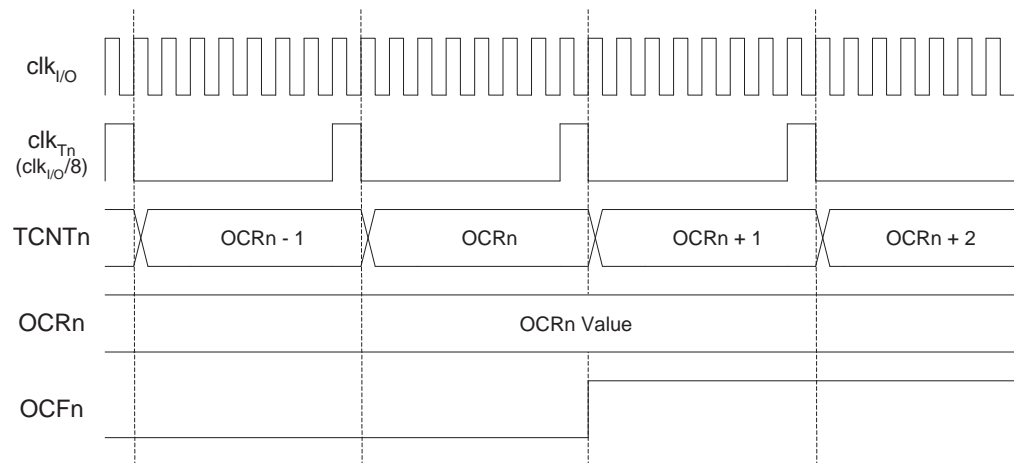 clkI/O
clkTn
(clkI/O/8)
TCNTn
OCRn - 1
OCRn
OCRn + 1
OCRn + 2
OCRn
OCRn Value
OCFn